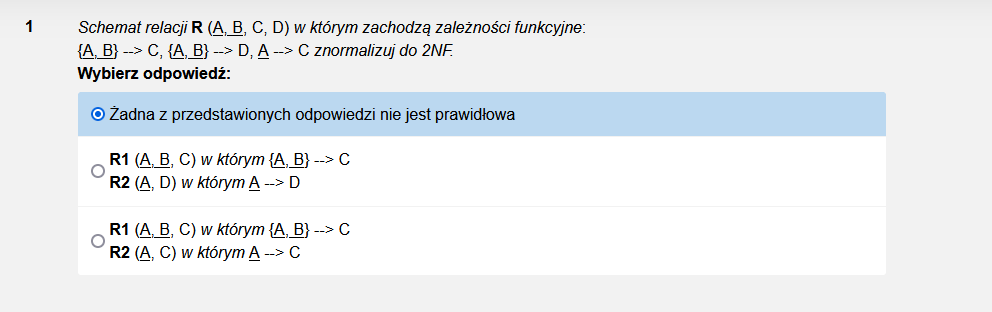 1
Schemat relacji R (A, B, C, D) w którym zachodzą zależności funkcyjne:
{A, B} --> C, {A, B} --> D, A --> C znormalizuj do 2NF.
Wybierz odpowiedź:
Żadna z przedstawionych odpowiedzi nie jest prawidłowa
R1 (A, B, C) w którym {A, B} --> C
R2 (A, D) w którym A --> D
R1 (A, B, C) w którym {A, B} --> C
R2 (A, C) w którym A --> C